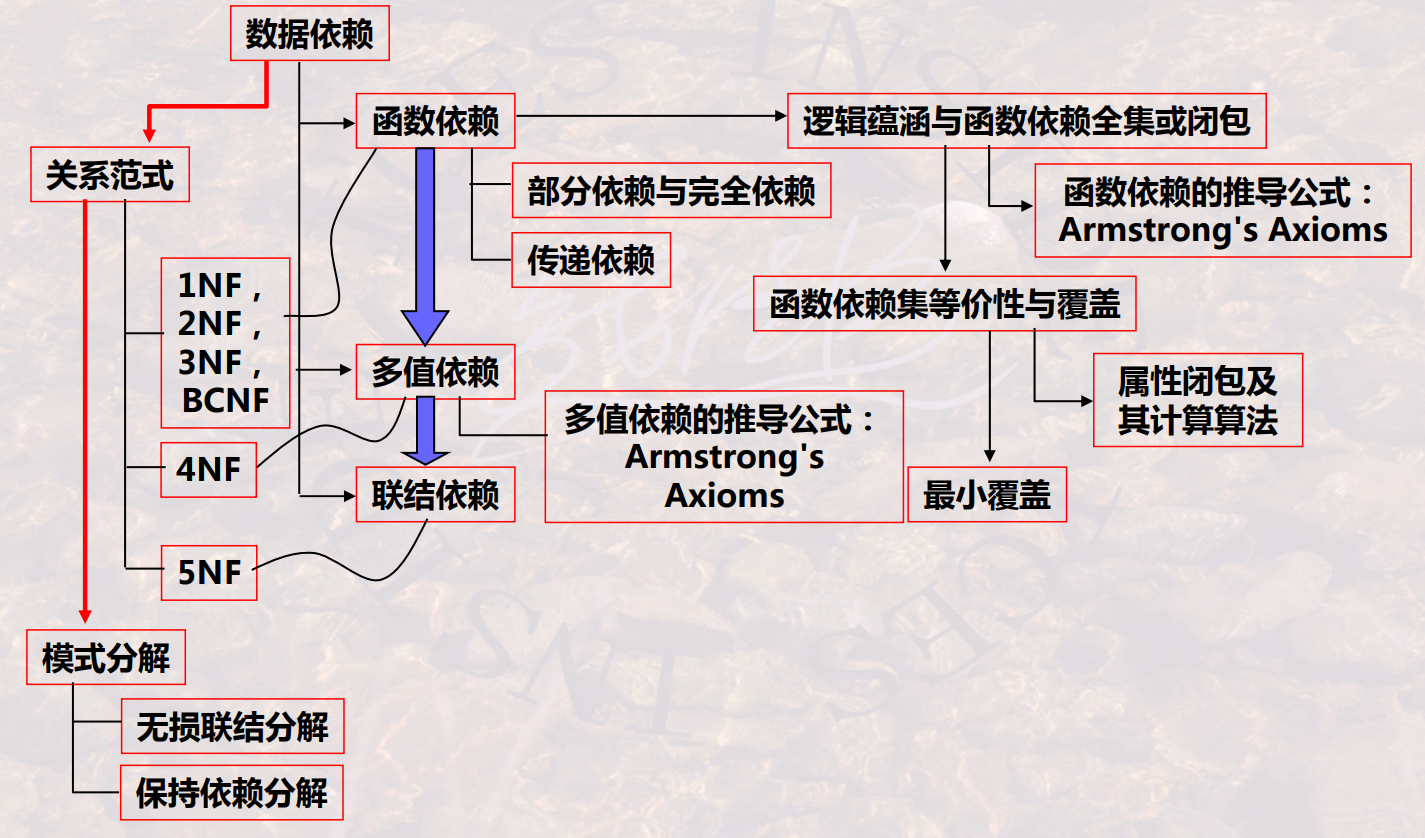 数据依赖
函数依赖
逻辑蕴涵与函数依赖全集或闭包
关系范式
部分依赖与完全依赖
函数依赖的推导公式：
Armstrong's Axioms
传递依赖
1NF，
2NF，
3NF，
BCNF
函数依赖集等价性与覆盖
多值依赖
属性闭包及
其计算算法
多值依赖的推导公式：
Armstrong's
Axioms
4NF
联结依赖
最小覆盖
5NF
模式分解
无损联结分解
保持依赖分解